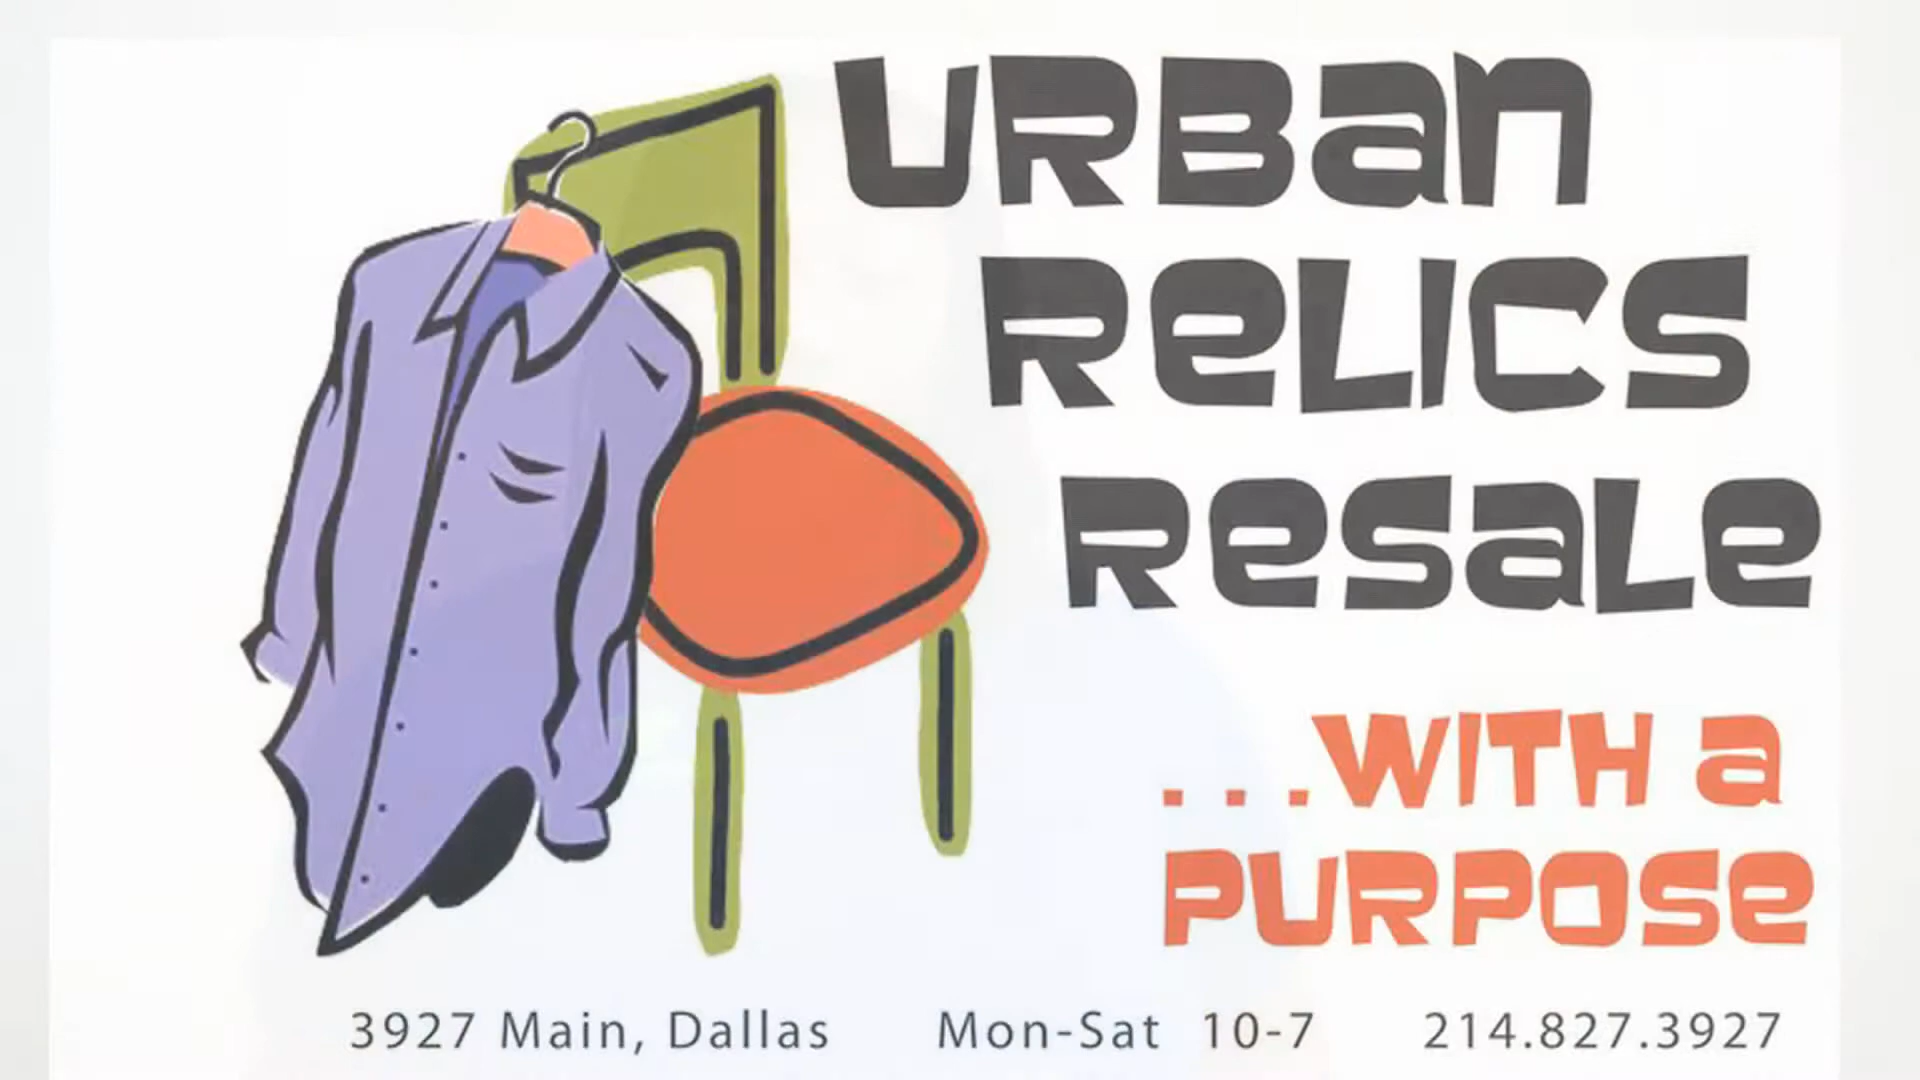 URBAN
RELICS
RESALE
...WITH A
PURPOSE
3927 Main, Dallas Mon-Sat 10-7 214.827.3927